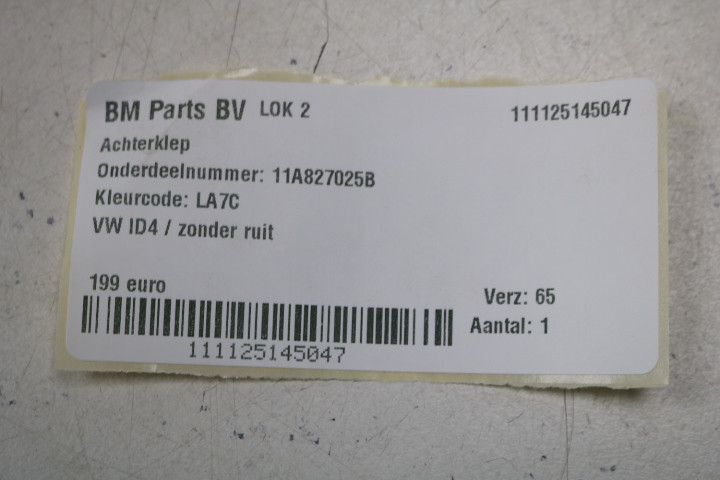 BM Parts BV LOK 2 111125145047
Achterklep
Onderdeelnummer: 11A827025B
Kleurcode: LA7C
VW ID4 / zonder ruit
199 euro Verz: 65
Aantal: 1
111125145047